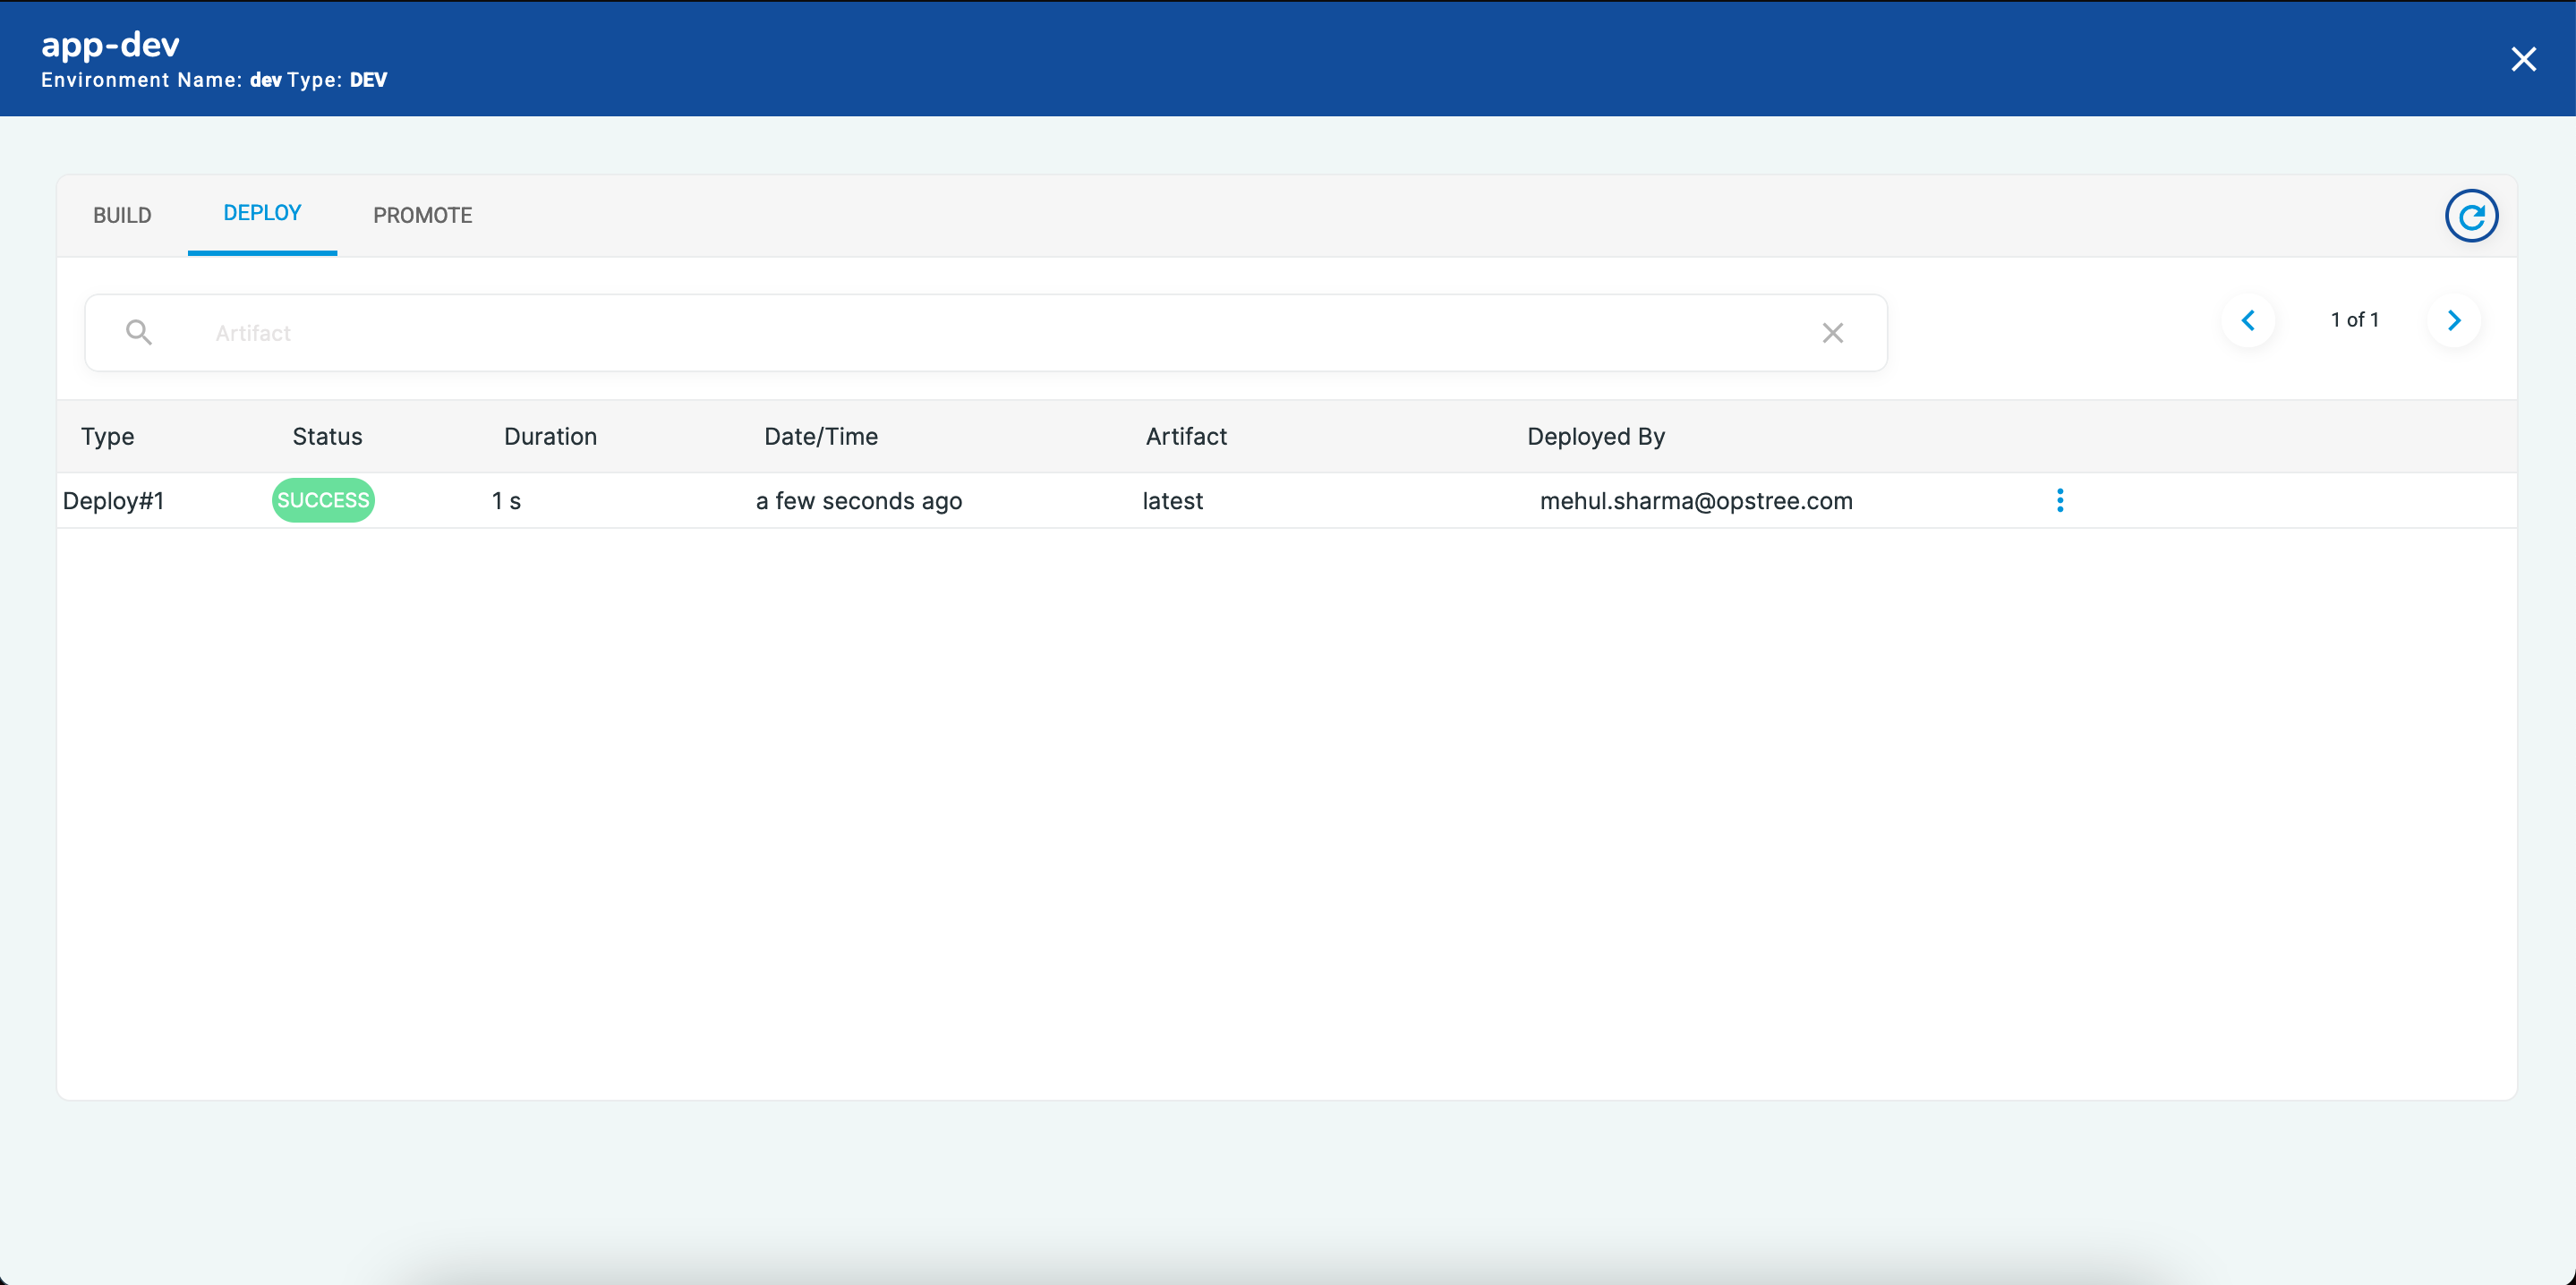 app-dev
Environment Name: dev Type: DEV
BUILD DEPLOY PROMOTE
Artifact
1 of 1
Type Status Duration Date/Time Artifact Deployed By
Deploy#1 SUCCESS 1 s a few seconds ago latest mehul.sharma@opstree.com